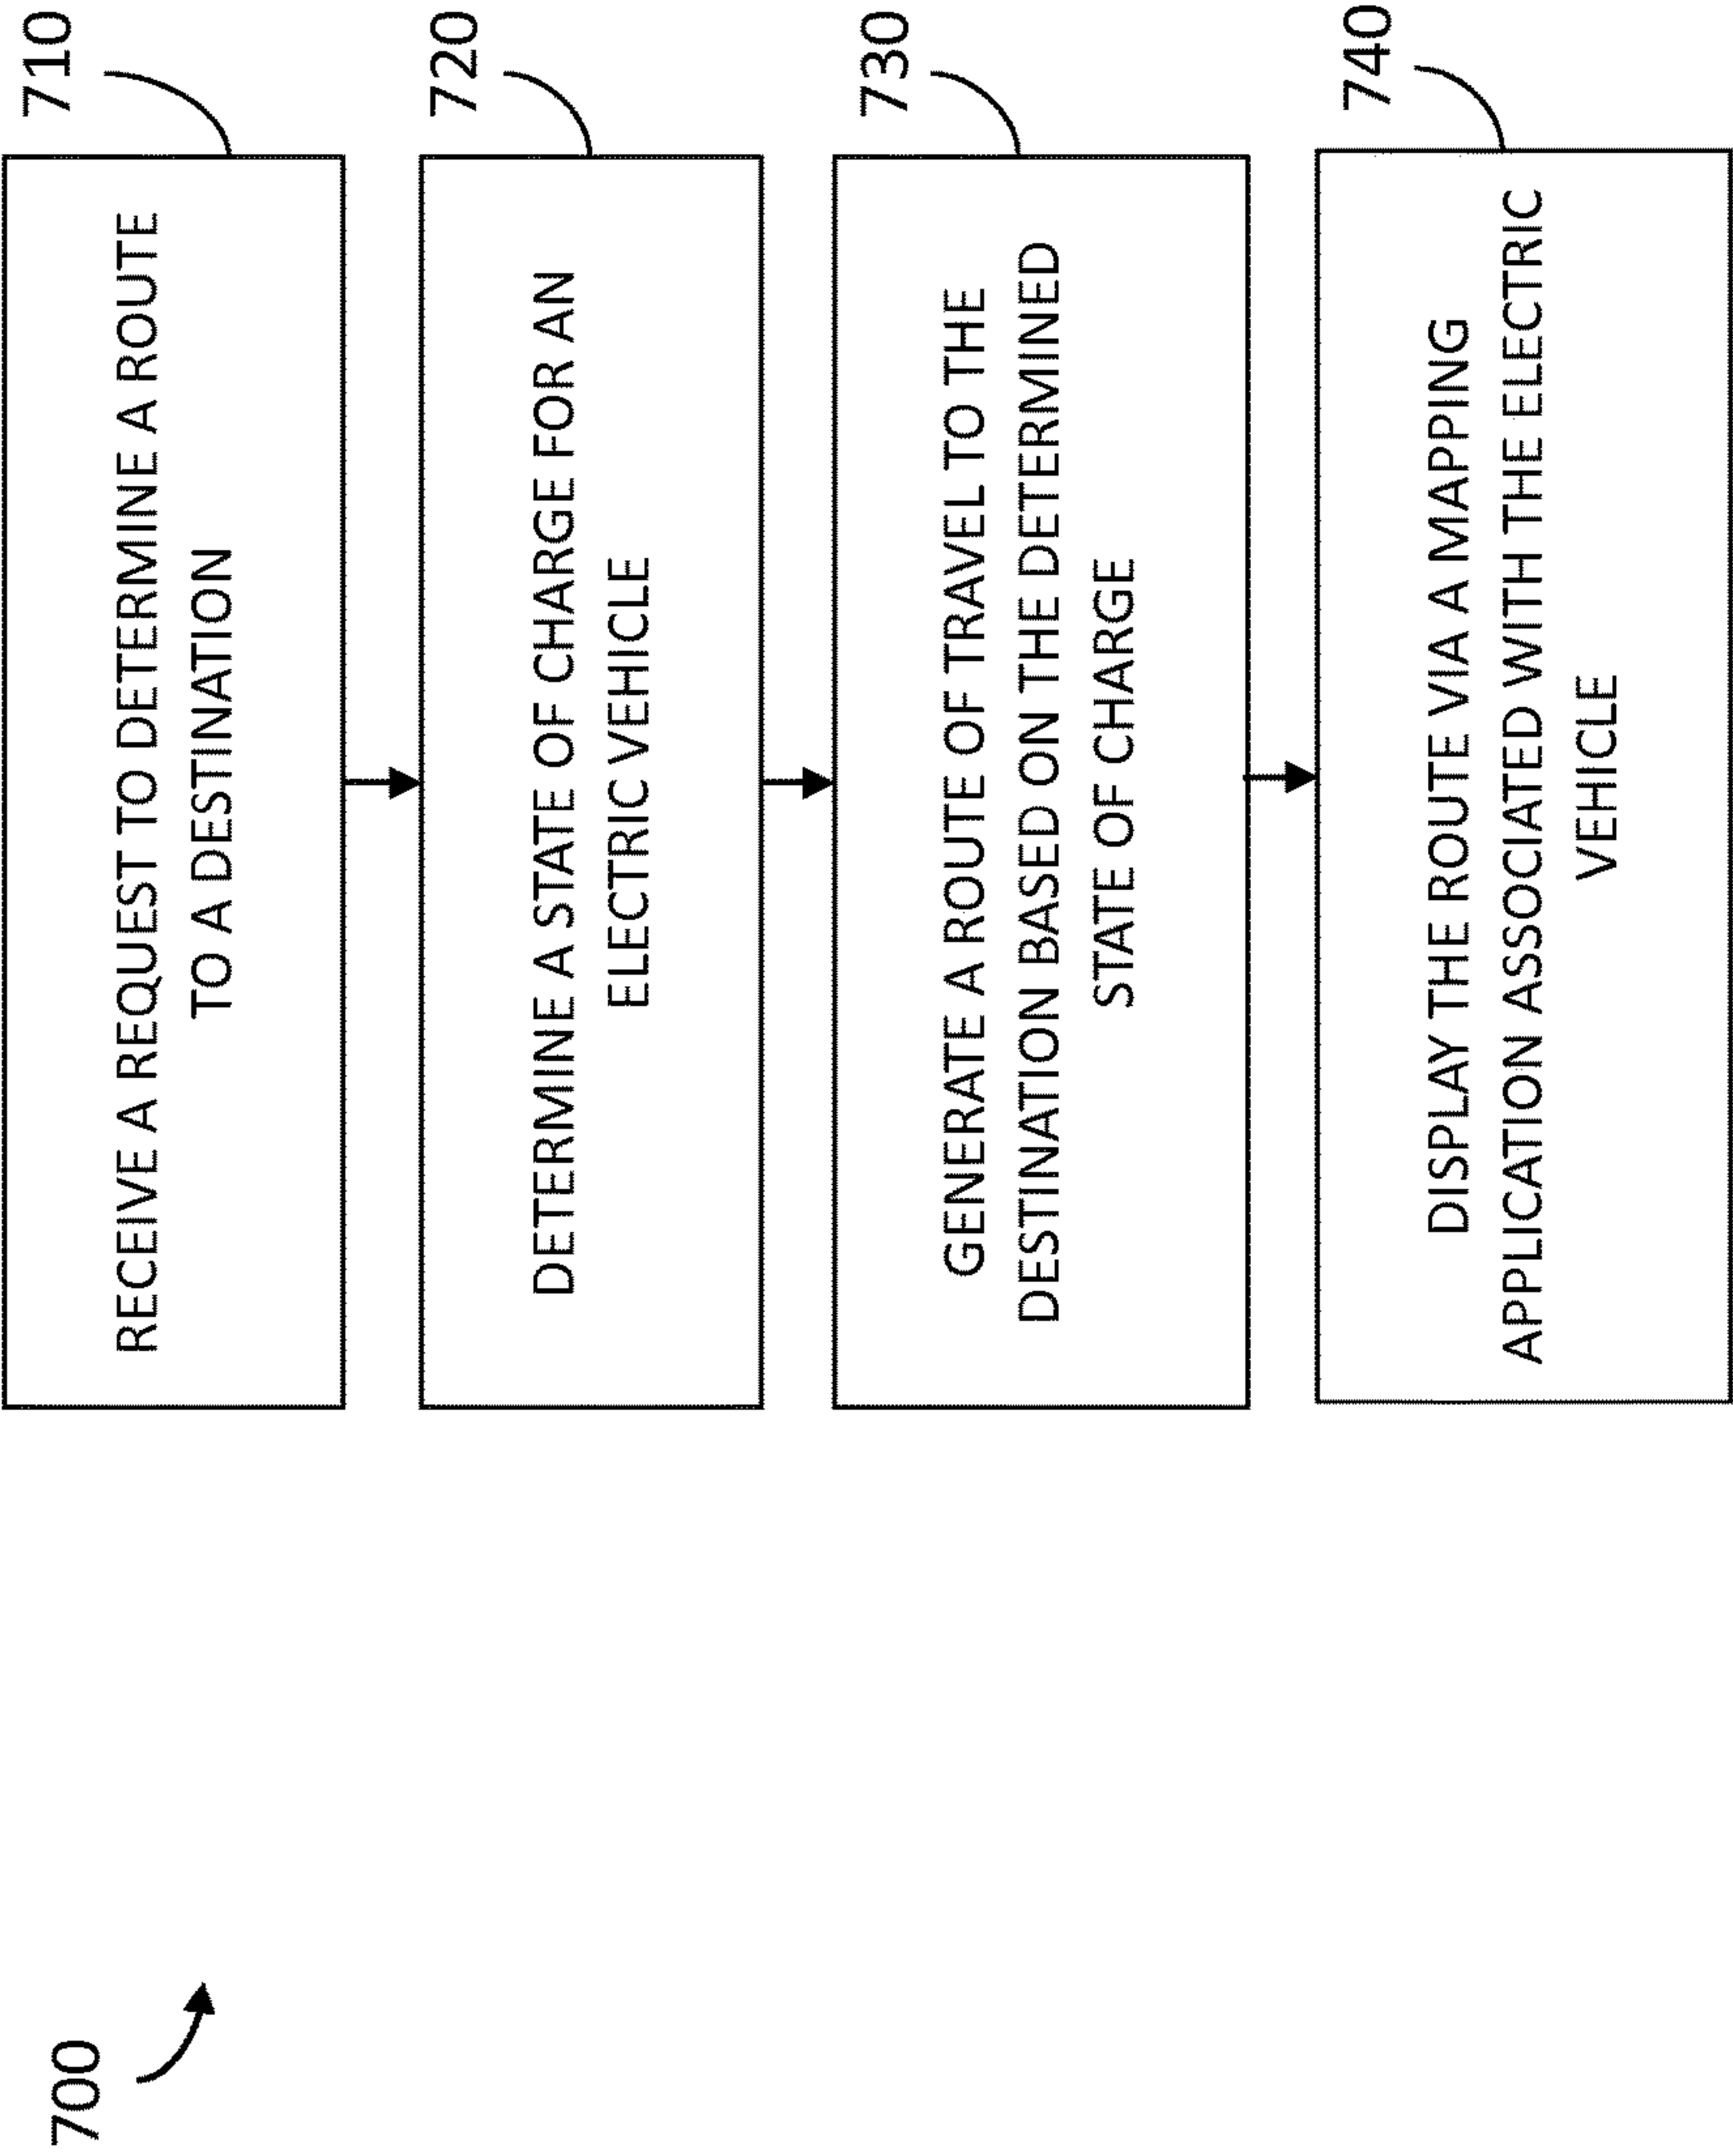 700
710
RECEIVE A REQUEST TO DETERMINE A ROUTE
TO A DESTINATION
720
DETERMINE A STATE OF CHARGE FOR AN
ELECTRIC VEHICLE
730
GENERATE A ROUTE OF TRAVEL TO THE
DESTINATION BASED ON THE DETERMINED
STATE OF CHARGE
740
DISPLAY THE ROUTE VIA A MAPPING
APPLICATION ASSOCIATED WITH THE ELECTRIC
VEHICLE